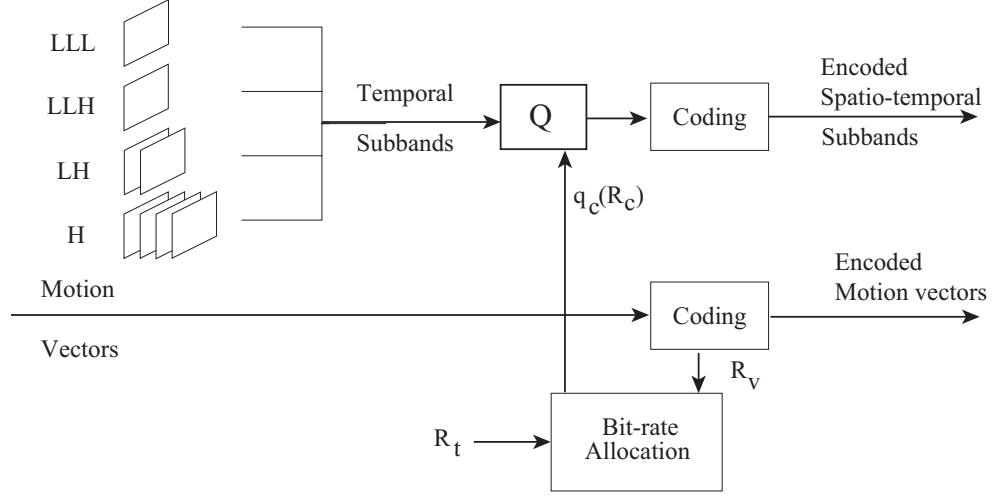 LLL
LLH
LH
H
Temporal
Subbands
Q
Coding
Encoded
Spatio-temporal
Subbands
q_c(R_c)
Motion
Vectors
Coding
Encoded
Motion vectors
R_v
R_t
Bit-rate
Allocation